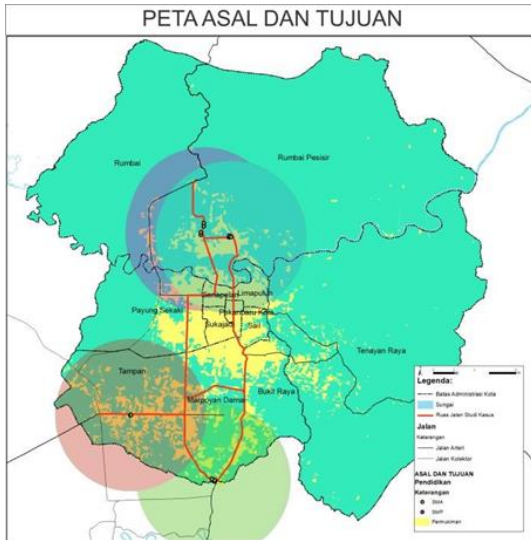 PETA ASAL DAN TUJUAN
Rumbai
Rumbai Pesisir
Senapelan
Limapuluh
Payung Sekaki
Pekanbaru Kota
Sukajadi
Sail
Tenayan Raya
Tampan
Bukit Raya
Marpoyan Damai
Legenda:
Batas Administrasi Kota
Sungai
Ruas Jalan Studi Kasus
Jalan
Keterangan
Jalan Arteri
Jalan Kolektor
ASAL DAN TUJUAN
Pendidikan
Keterangan
SMA
SMP
Permukiman